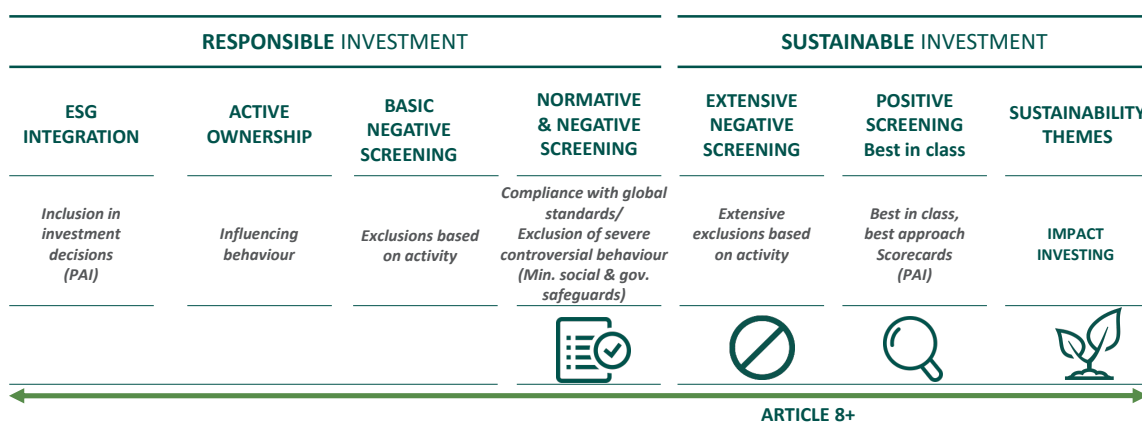 RESPONSIBLE INVESTMENT
SUSTAINABLE INVESTMENT
ESG
INTEGRATION
ACTIVE
OWNERSHIP
BASIC
NEGATIVE
SCREENING
NORMATIVE
& NEGATIVE
SCREENING
EXTENSIVE
NEGATIVE
SCREENING
POSITIVE
SCREENING
Best in class
SUSTAINABILITY
THEMES
Inclusion in
investment
decisions
(PAI)
Influencing
behaviour
Exclusions based
on activity
Compliance with global
standards/
Exclusion of severe
controversial behaviour
(Min. social & gov.
safeguards)
Extensive
exclusions based
on activity
Best in class,
best approach
Scorecards
(PAI)
IMPACT
INVESTING
ARTICLE 8+